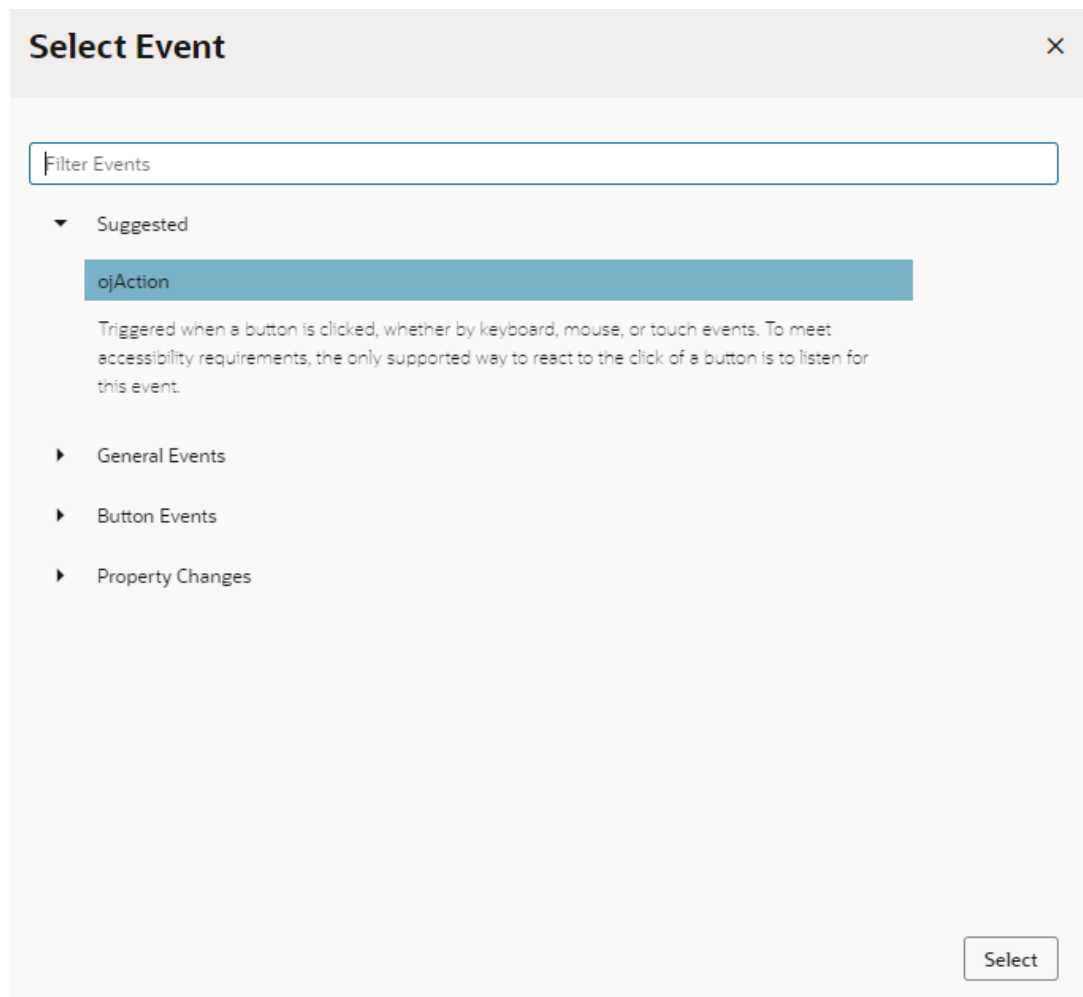 Select Event
Filter Events
Suggested
ojAction
Triggered when a button is clicked, whether by keyboard, mouse, or touch events. To meet
accessibility requirements, the only supported way to react to the click of a button is to listen for
this event.
General Events
Button Events
Property Changes
Select